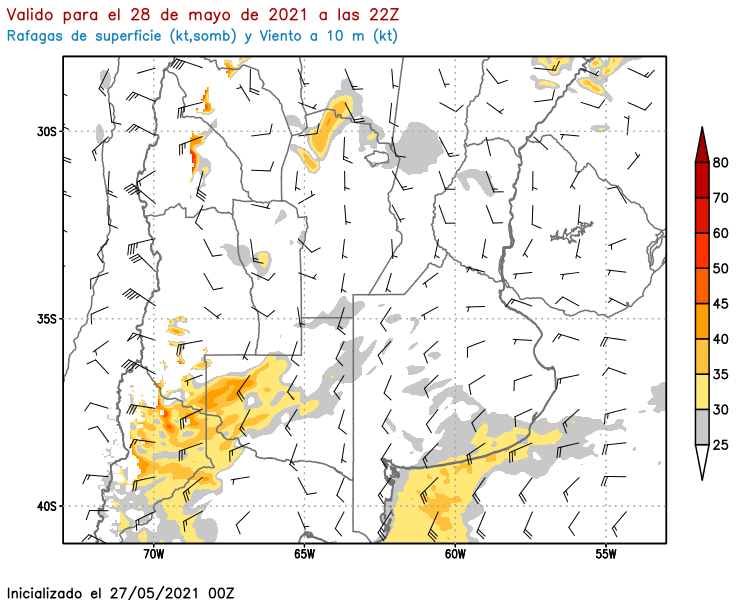 Valido para el 28 de mayo de 2021 a las 22Z
Rafagas de superficie (kt,somb) y Viento a 10 m (kt)
80
30S
70
60
50
45
40
35S
35
30
25
40S
70W 65W 60W 55W
Inicializado el 27/05/2021 00Z